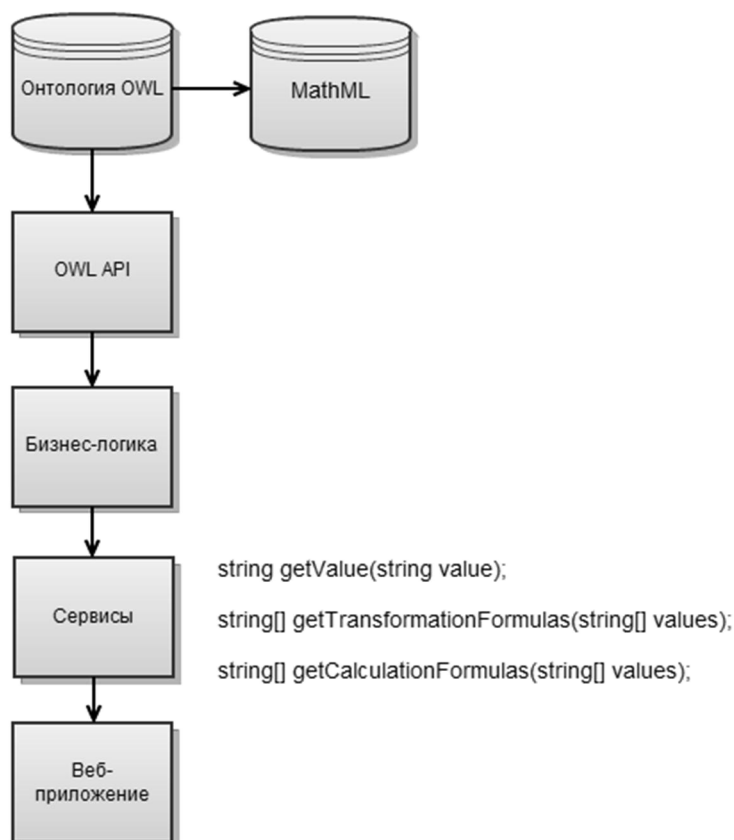 Онтология OWL
MathML
OWL API
Бизнес-логика
Сервисы
string getValue(string value);
string[] getTransformationFormulas(string[] values);
string[] getCalculationFormulas(string[] values);
Веб-
приложение